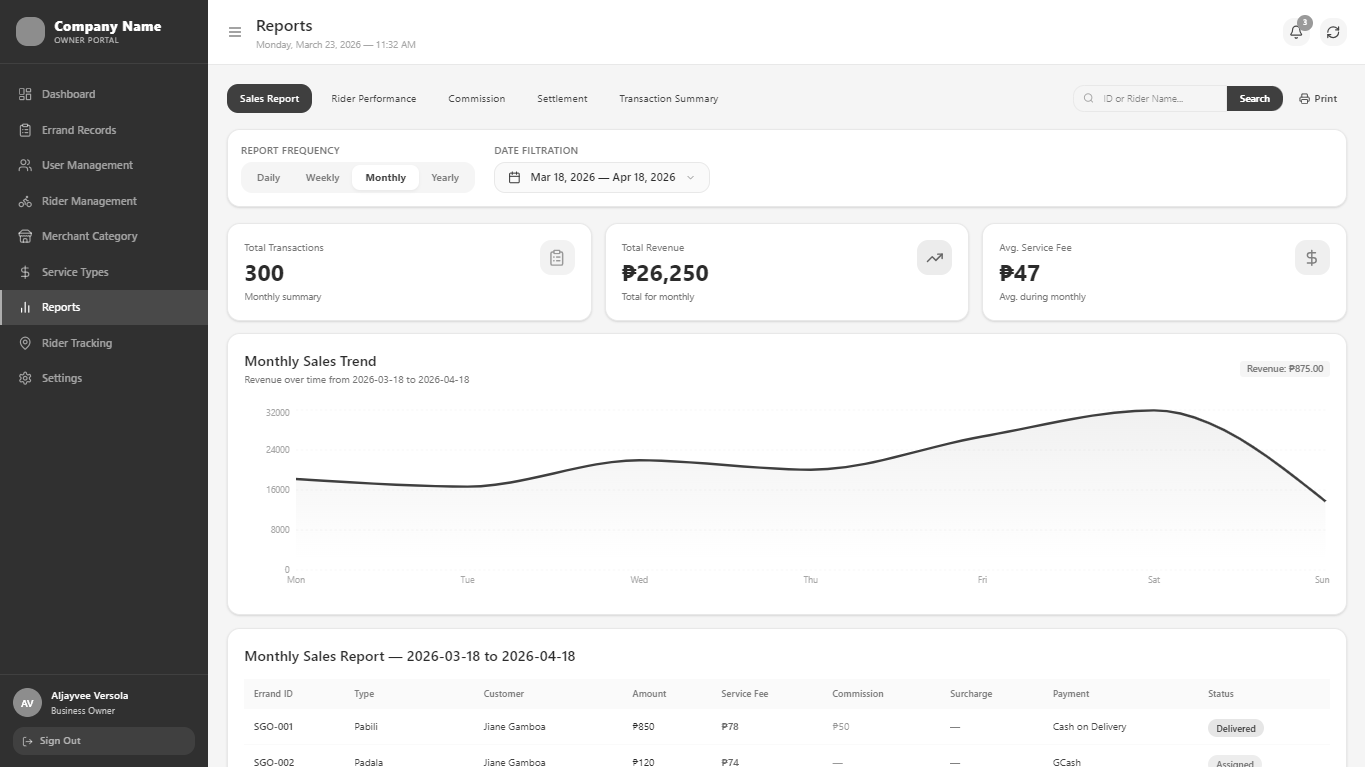 Company Name
OWNER PORTAL
Dashboard
Errand Records
User Management
Rider Management
Merchant Category
Service Types
Reports
Rider Tracking
Settings
AV
Aljayvee Versola
Business Owner
Sign Out
Reports
Monday, March 23, 2026 — 11:32 AM
3
Sales Report Rider Performance Commission Settlement Transaction Summary
ID or Rider Name... Search Print
REPORT FREQUENCY DATE FILTRATION
Daily Weekly Monthly Yearly Mar 18, 2026 — Apr 18, 2026
Total Transactions
300
Monthly summary
Total Revenue
₱26,250
Total for monthly
Avg. Service Fee
₱47
Avg. during monthly
Monthly Sales Trend
Revenue over time from 2026-03-18 to 2026-04-18
Revenue: ₱875.00
32000
24000
16000
8000
0
Mon Tue Wed Thu Fri Sat Sun
Monthly Sales Report — 2026-03-18 to 2026-04-18
Errand ID Type Customer Amount Service Fee Commission Surcharge Payment Status
SGO-001 Pabili Jiane Gamboa ₱850 ₱78 ₱50 — Cash on Delivery Delivered
SGO-002 Padala Jiane Gamboa ₱120 ₱74 — — GCash Assigned